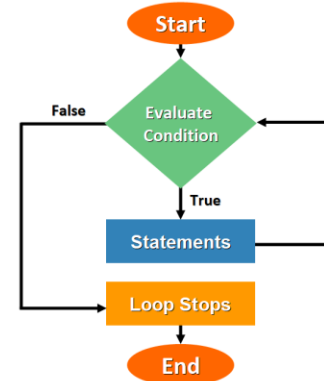 Start
False
Evaluate
Condition
True
Statements
Loop Stops
End